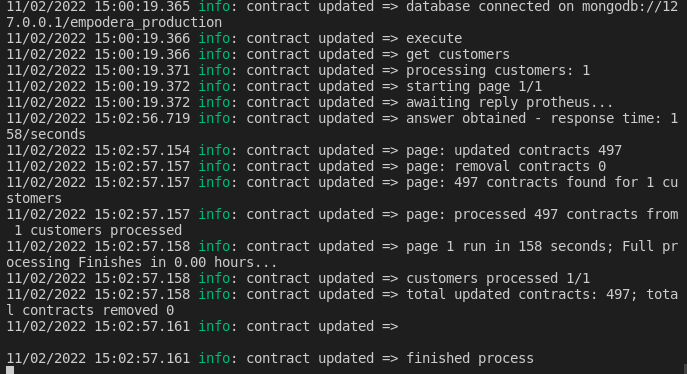 11/02/2022 15:00:19.365 info: contract updated => database connected on mongodb://12
7.0.0.1/empodera_production
11/02/2022 15:00:19.366 info: contract updated => execute
11/02/2022 15:00:19.366 info: contract updated => get customers
11/02/2022 15:00:19.371 info: contract updated => processing customers: 1
11/02/2022 15:00:19.372 info: contract updated => starting page 1/1
11/02/2022 15:00:19.372 info: contract updated => awaiting reply protheus...
11/02/2022 15:02:56.719 info: contract updated => answer obtained - response time: 1
58/seconds
11/02/2022 15:02:57.154 info: contract updated => page: updated contracts 497
11/02/2022 15:02:57.157 info: contract updated => page: removal contracts 0
11/02/2022 15:02:57.157 info: contract updated => page: 497 contracts found for 1 cu
stomers
11/02/2022 15:02:57.157 info: contract updated => page: processed 497 contracts from
 1 customers processed
11/02/2022 15:02:57.158 info: contract updated => page 1 run in 158 seconds; Full pr
ocessing Finishes in 0.00 hours...
11/02/2022 15:02:57.158 info: contract updated => customers processed 1/1
11/02/2022 15:02:57.158 info: contract updated => total updated contracts: 497; tota
l contracts removed 0
11/02/2022 15:02:57.161 info: contract updated =>
11/02/2022 15:02:57.161 info: contract updated => finished process